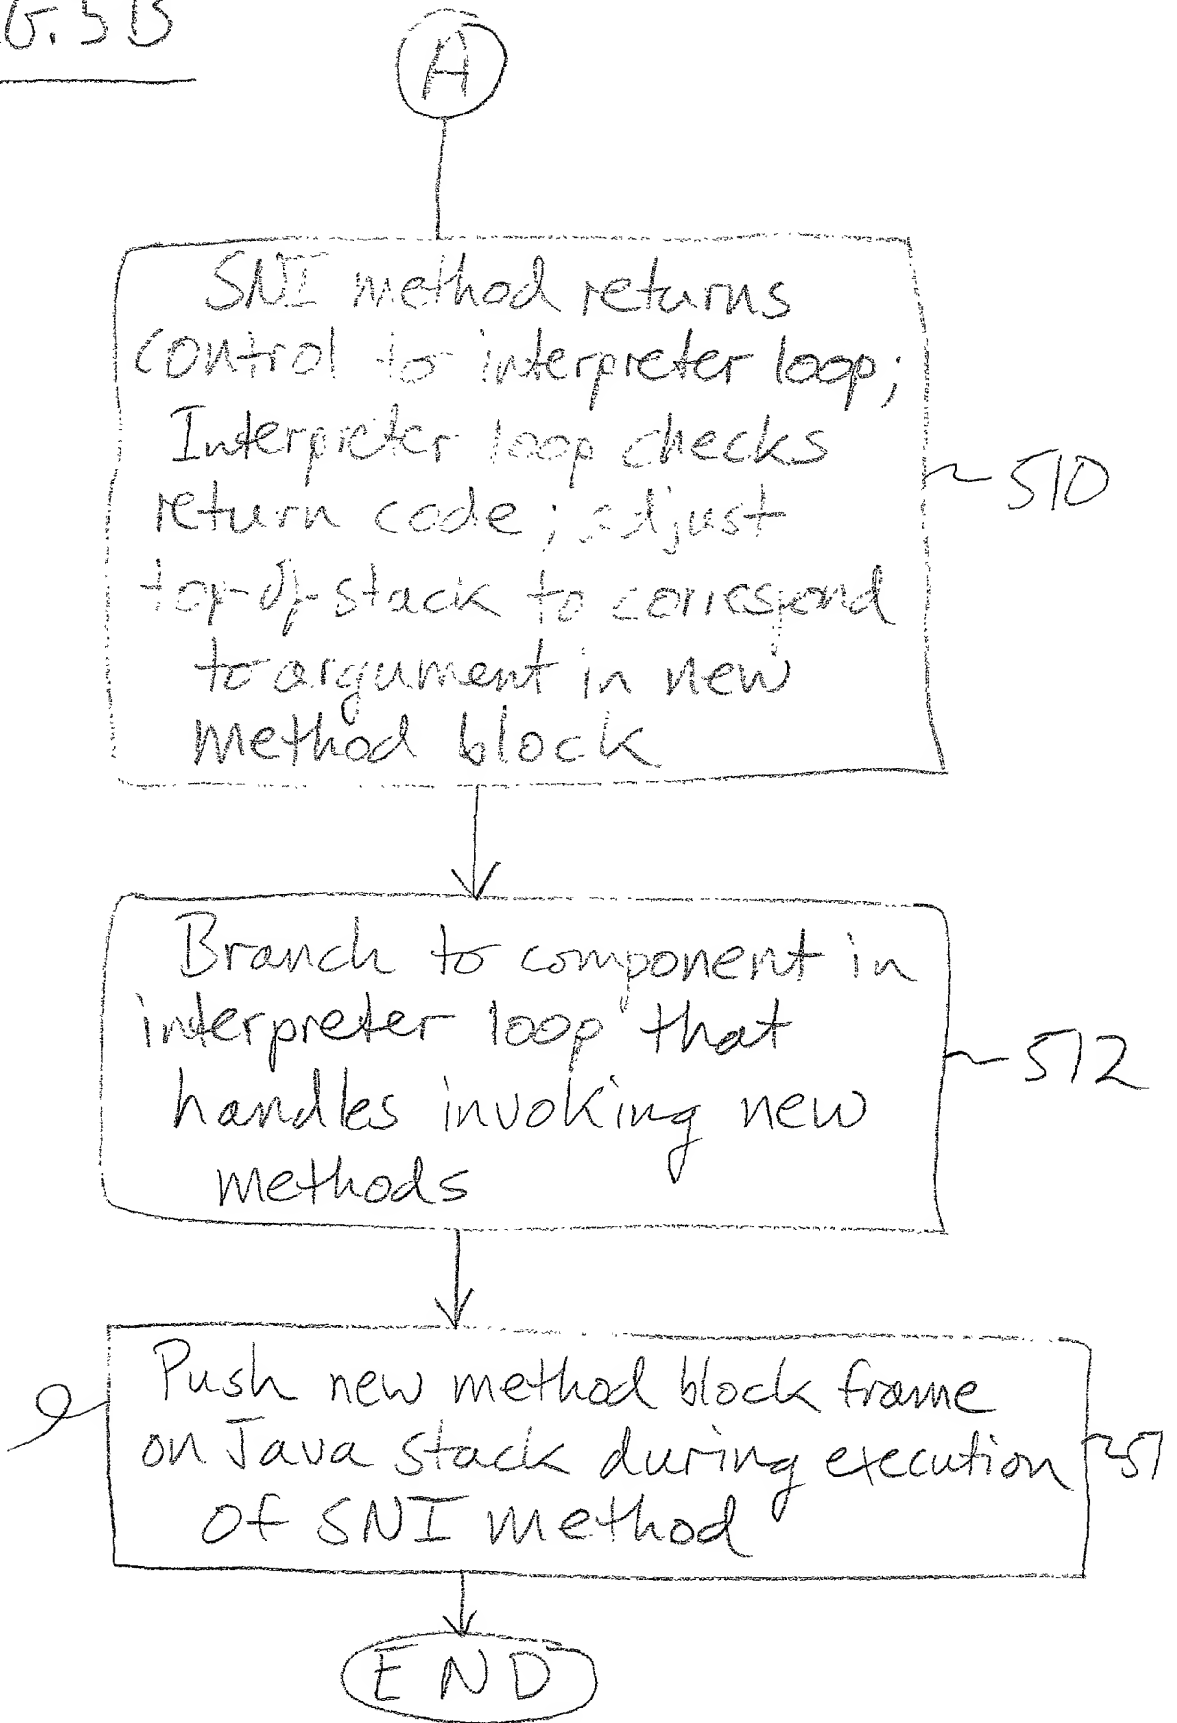 G. 5B
A
SNI method returns
control to interpreter loop;
Interpreter loop checks
return code; adjust
top-of-stack to correspond
to argument in new
method block
510
Branch to component in
interpreter loop that
handles invoking new
methods
512
Push new method block frame
on Java stack during execution
of SNI method
51
END